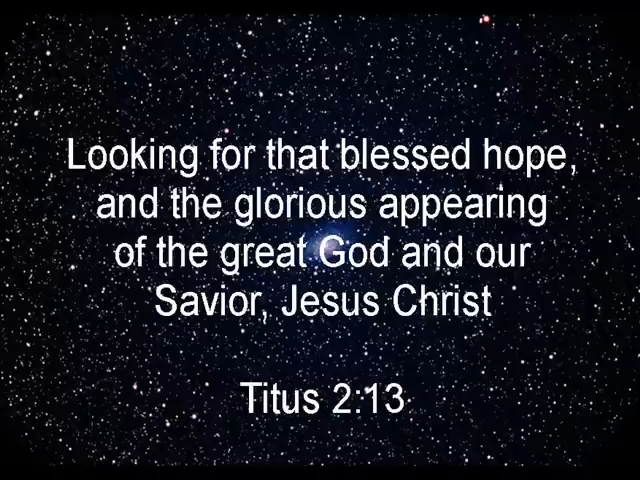 Looking for that blessed hope,
and the glorious appearing
of the great God and our
Savior, Jesus Christ
Titus 2:13